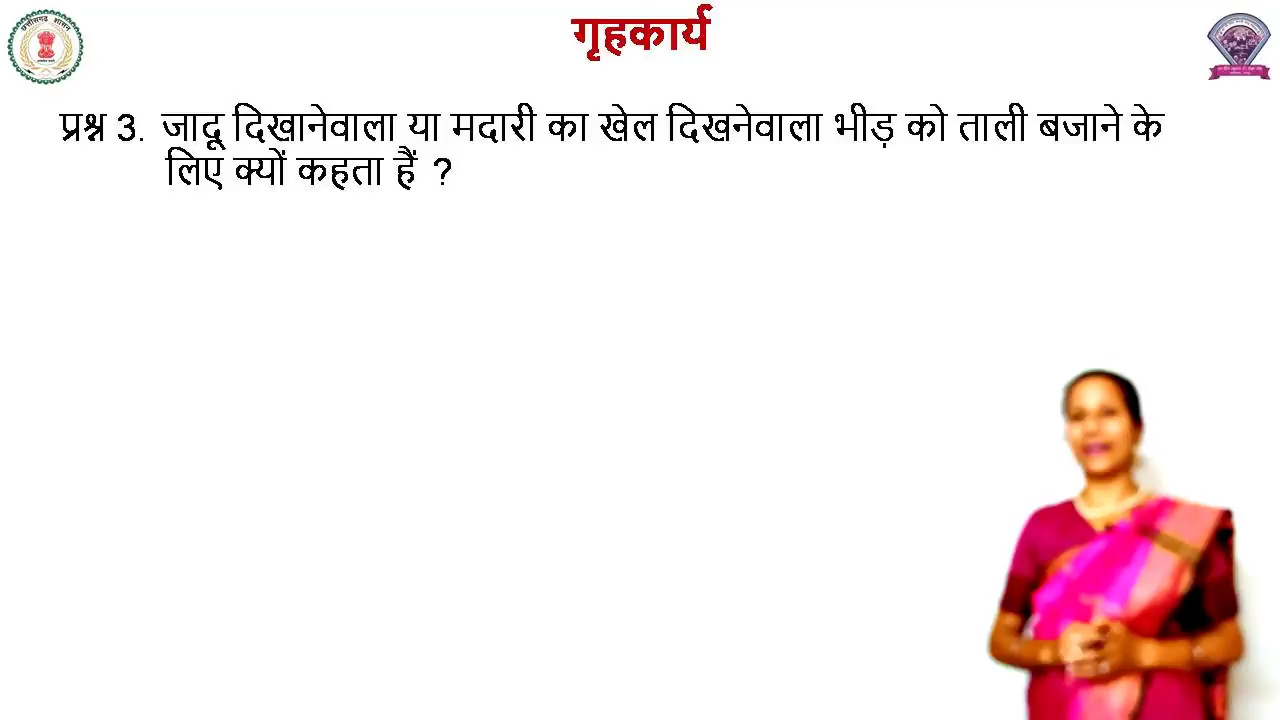 गृहकार्य
प्रश्न 3. जादू दिखानेवाला या मदारी का खेल दिखनेवाला भीड़ को ताली बजाने के
लिए क्यों कहता हैं ?